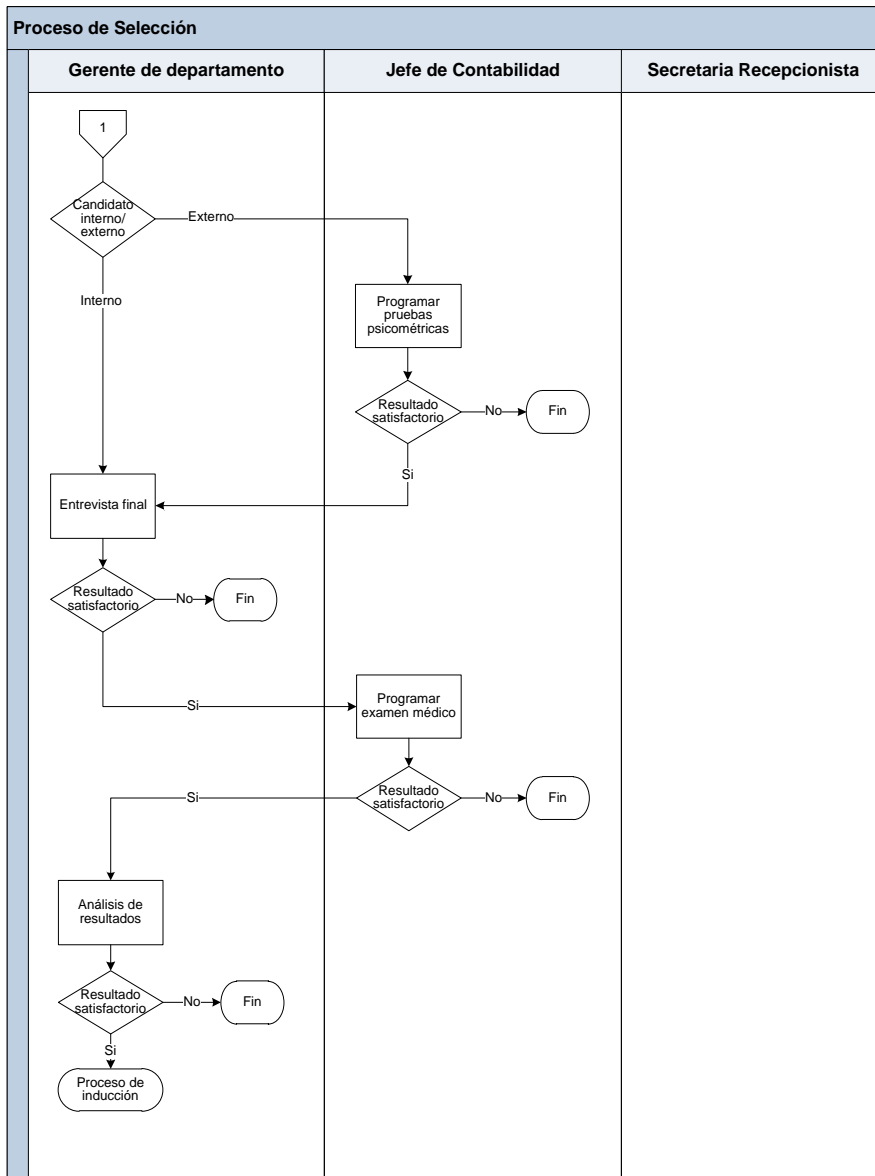 Proceso de Selección
Gerente de departamento
Jefe de Contabilidad
Secretaria Recepcionista
1
Candidato
interno/
externo
Externo
Interno
Programar
pruebas
psicométricas
Resultado
satisfactorio
No
Fin
Si
Entrevista final
Resultado
satisfactorio
No
Fin
Si
Programar
examen médico
Resultado
satisfactorio
No
Fin
Si
Análisis de
resultados
Resultado
satisfactorio
No
Fin
Si
Proceso de
inducción